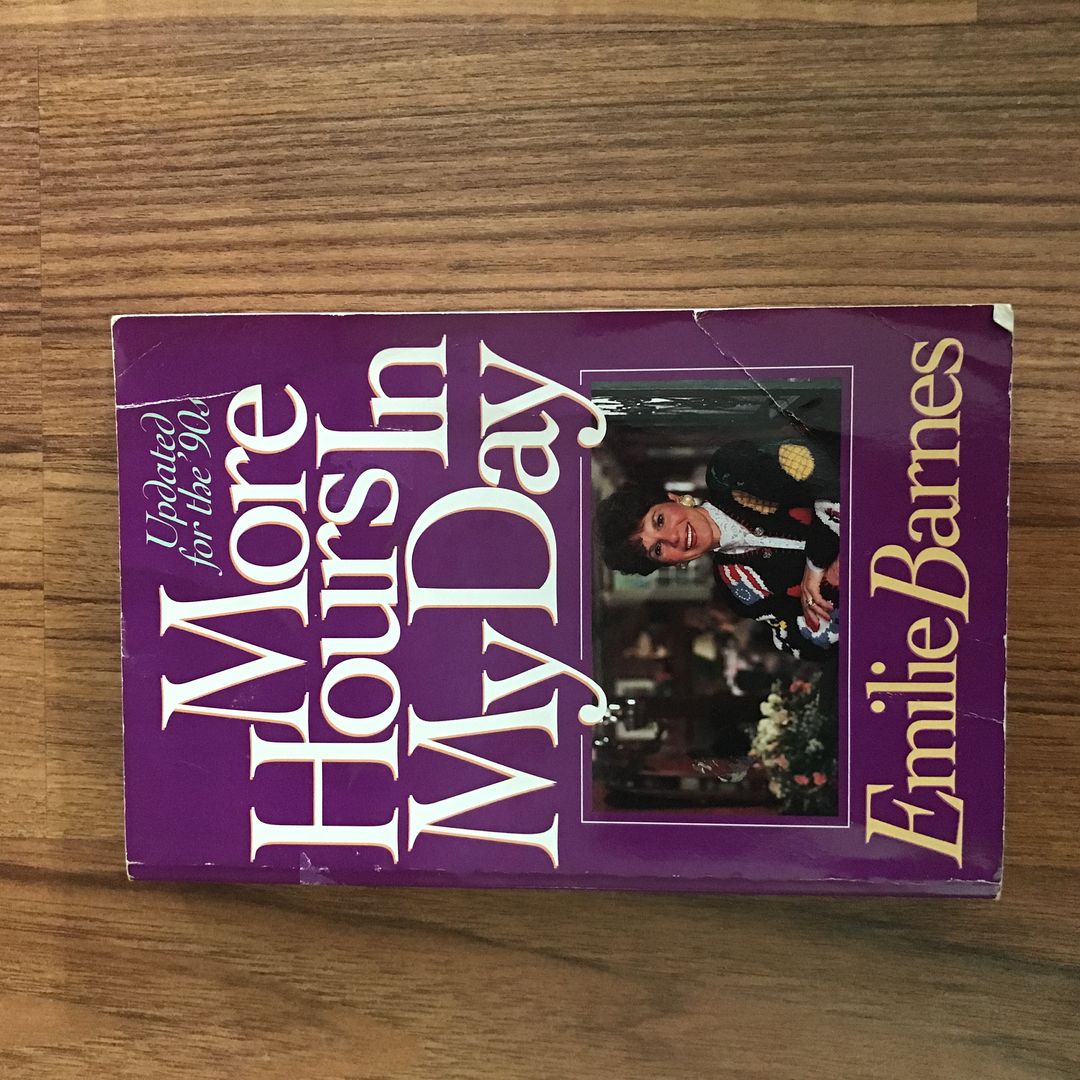 Updated
for the '90s
More
Hours In
My Day
Emilie Barnes